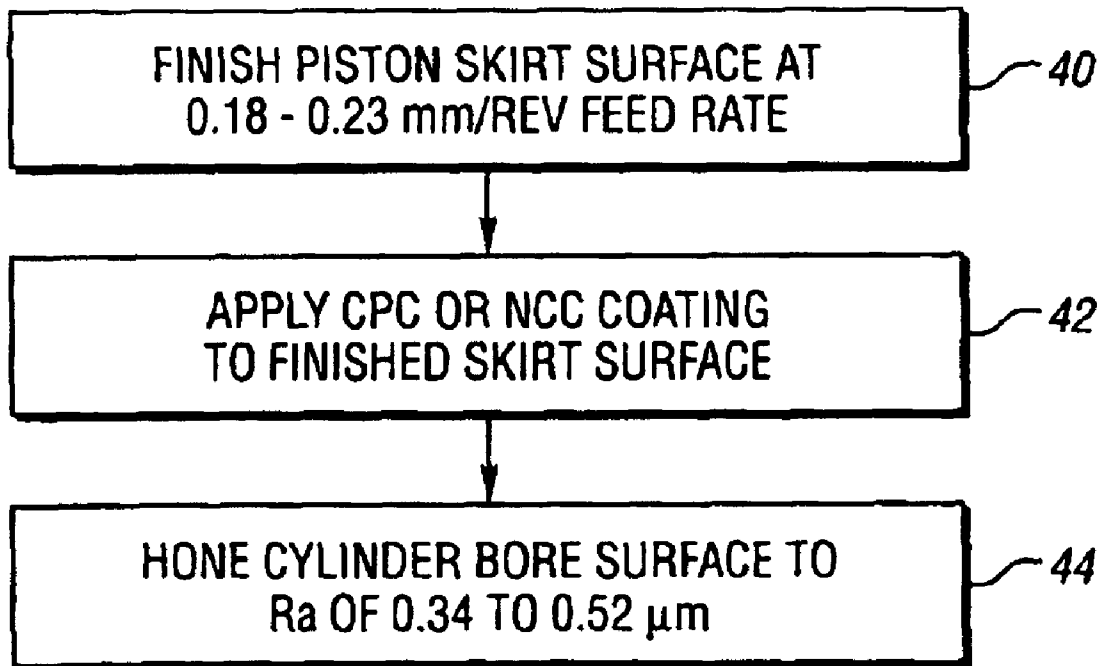 FINISH PISTON SKIRT SURFACE AT
0.18 - 0.23 mm/REV FEED RATE
40
APPLY CPC OR NCC COATING
TO FINISHED SKIRT SURFACE
42
HONE CYLINDER BORE SURFACE TO
Ra OF 0.34 TO 0.52 μm
44